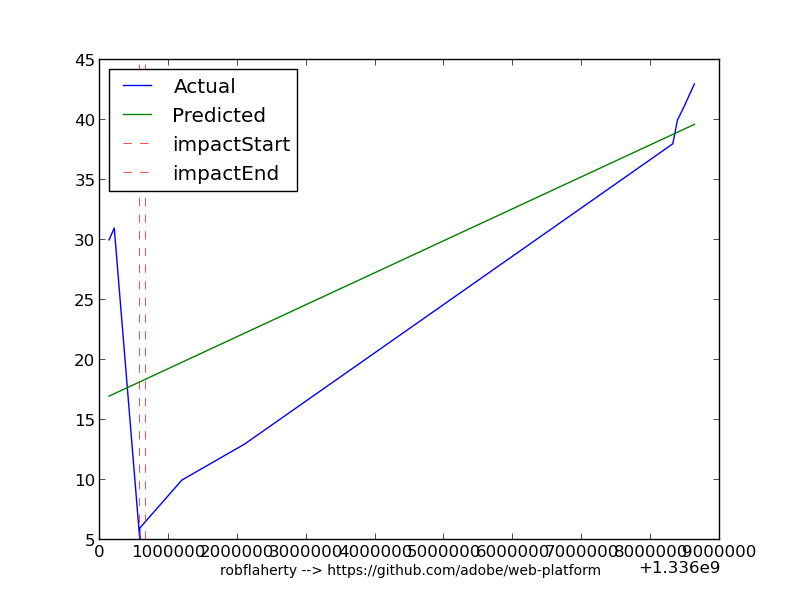 45
40
35
30
25
20
15
10
5
Actual
Predicted
impactStart
impactEnd
0 1000000 2000000 3000000 4000000 5000000 6000000 7000000 8000000 9000000
robflaherty --> https://github.com/adobe/web-platform
+1.336e9